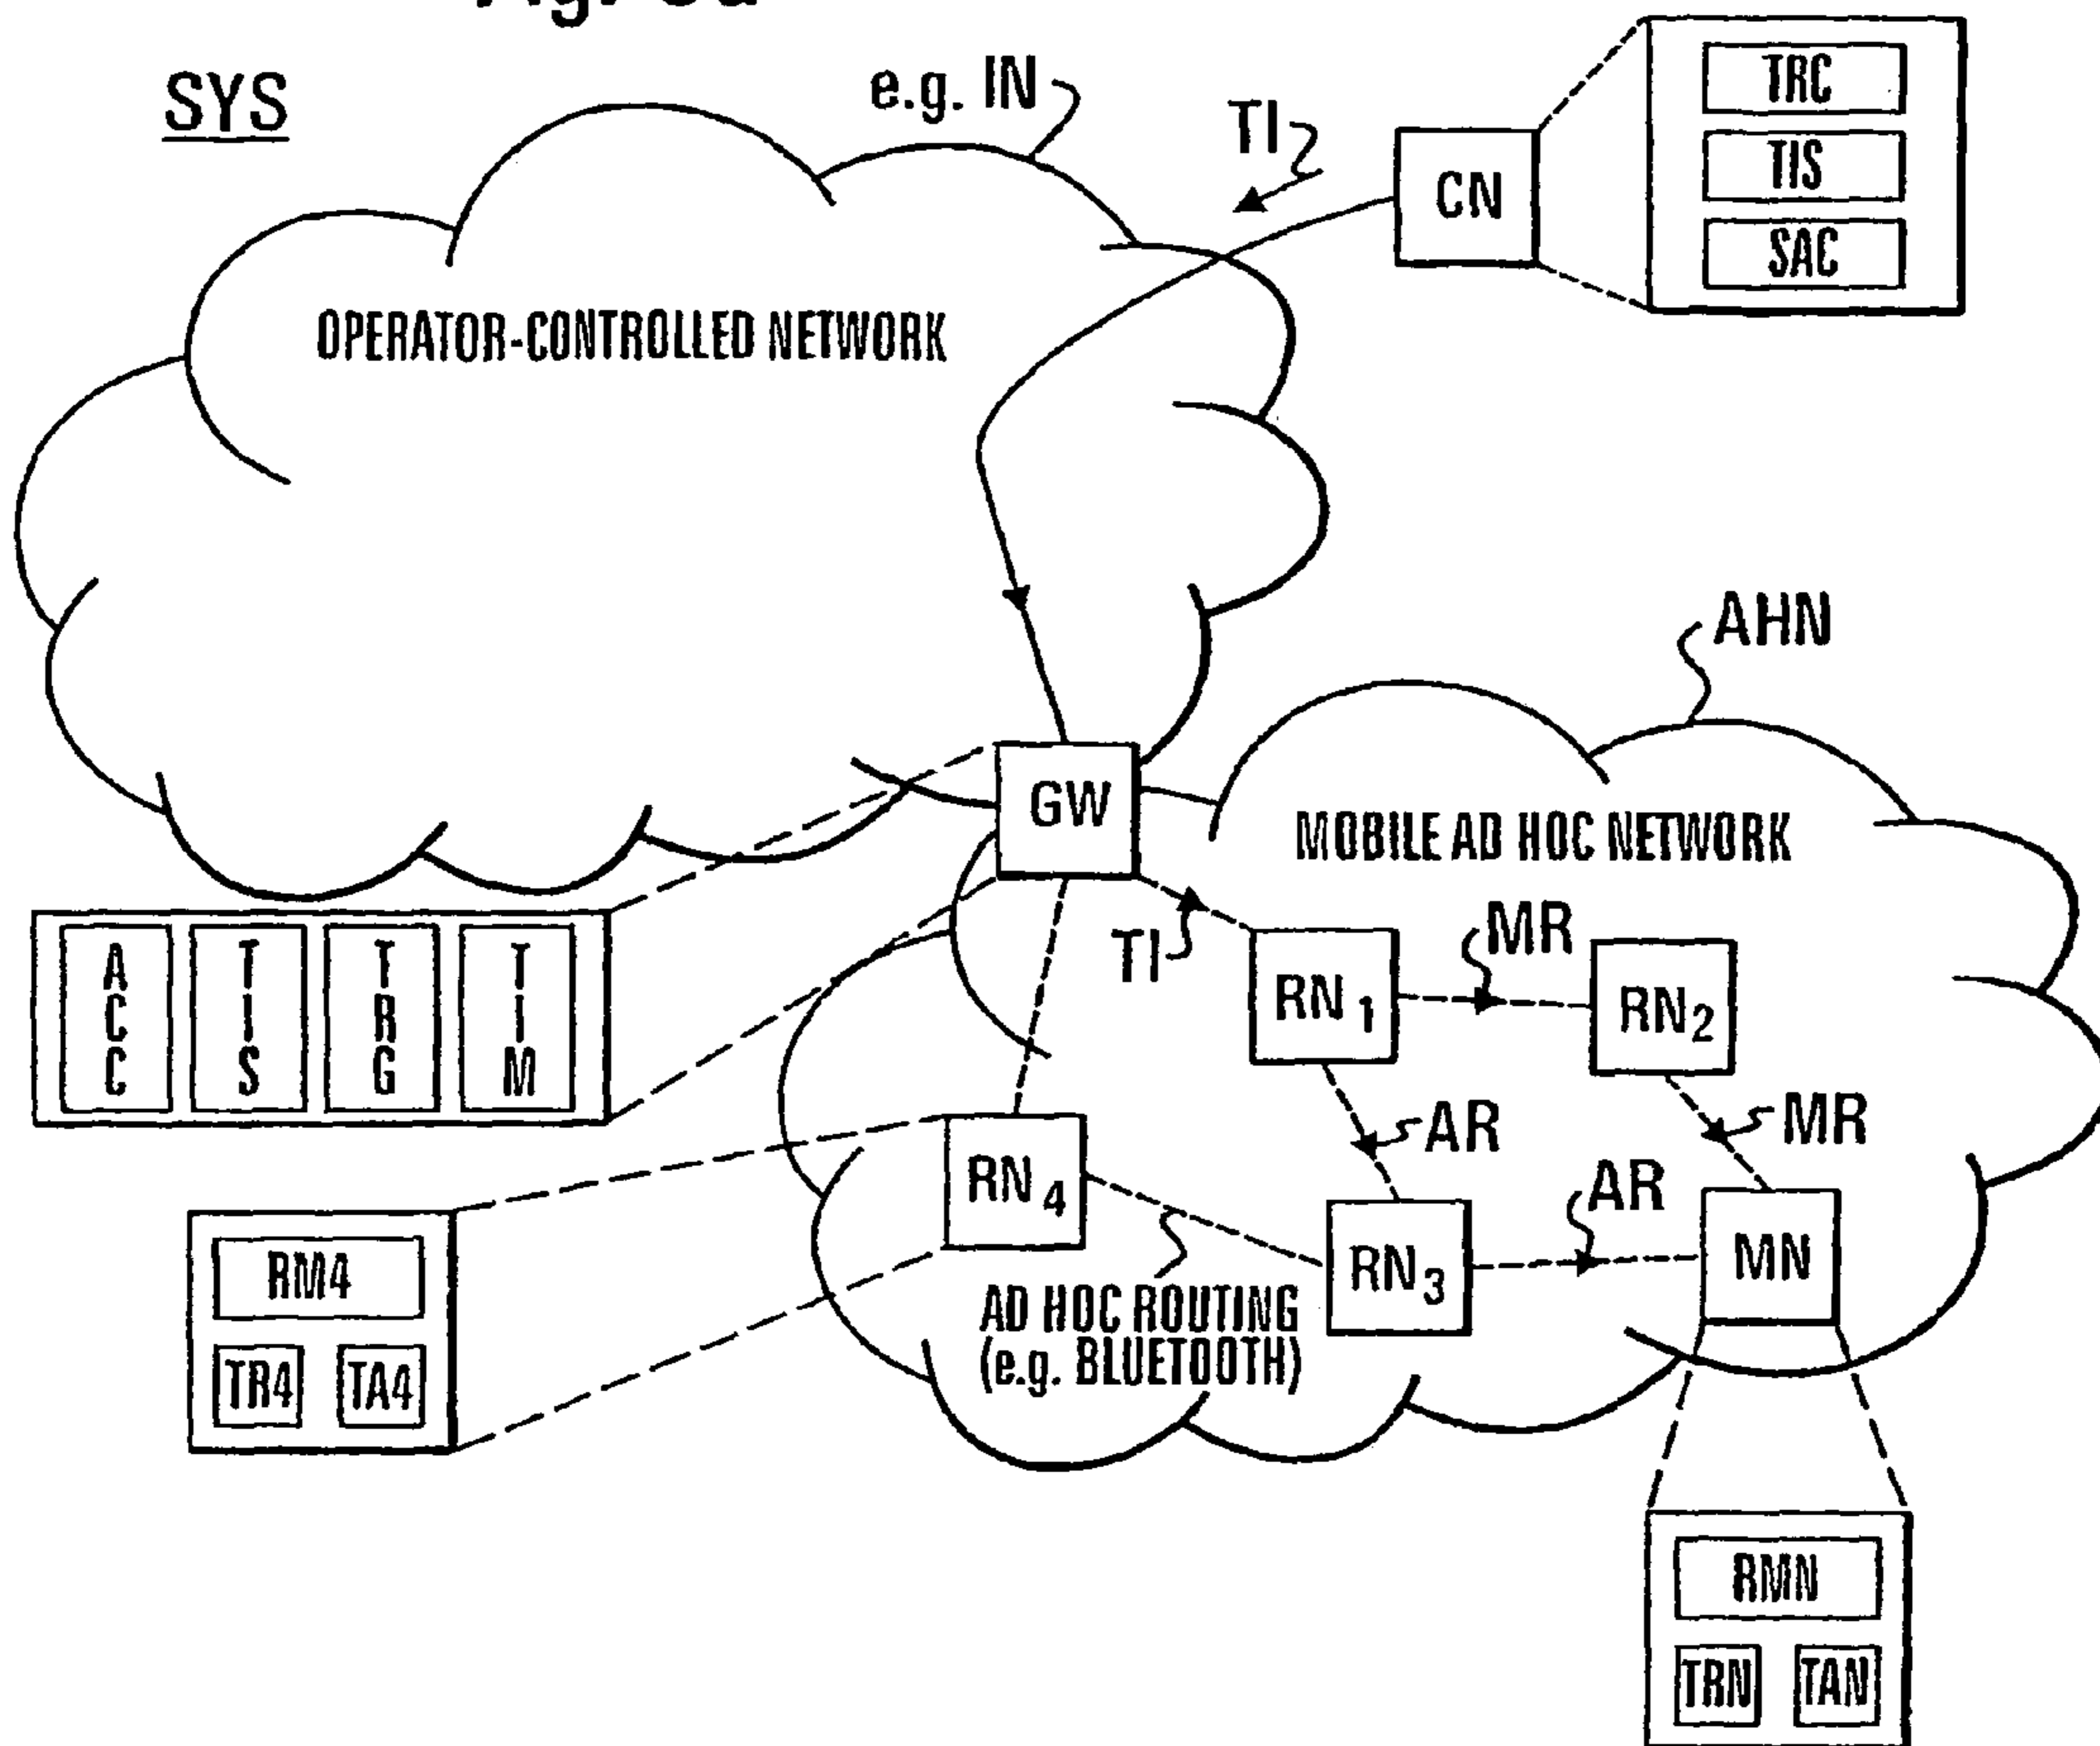 SYS
e.g. IN
TI
CN
TRC
TIS
SAC
OPERATOR-CONTROLLED NETWORK
AHN
GW
MOBILE AD HOC NETWORK
TI
MR
RN1
RN2
ACC
TIS
TRG
TIM
AR
MR
RN4
AR
RN3
MN
AD HOC ROUTING
(e.g. BLUETOOTH)
RM4
TR4 TA4
RMN
TRN TAN